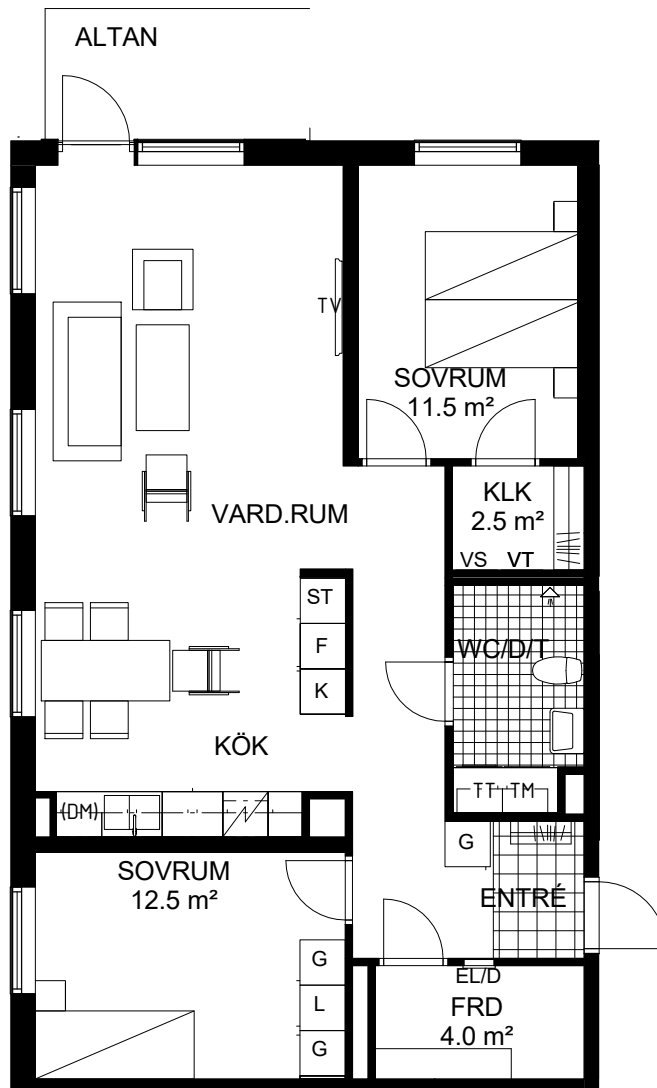 ALTAN
TV
SOVRUM
11.5 m²
KLK
2.5 m²
VS VT
VARD.RUM
ST
F
K
WC/D/T
KÖK
(DM)
TT TM
G
SOVRUM
12.5 m²
ENTRÉ
G
L
G
EL/D
FRD
4.0 m²